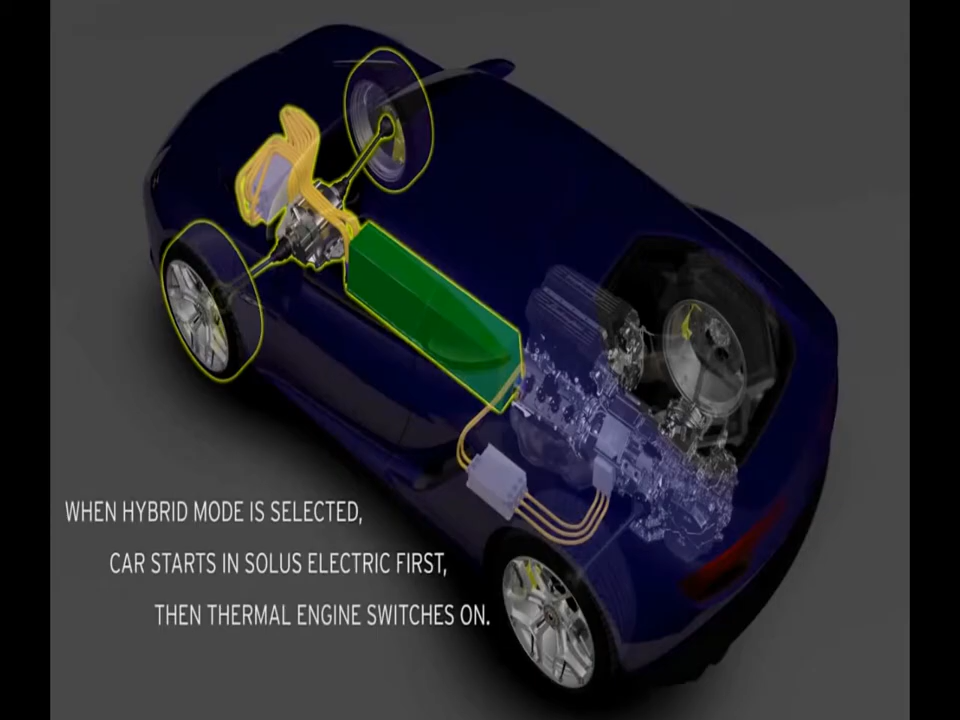 WHEN HYBRID MODE IS SELECTED,
CAR STARTS IN SOLUS ELECTRIC FIRST,
THEN THERMAL ENGINE SWITCHES ON.